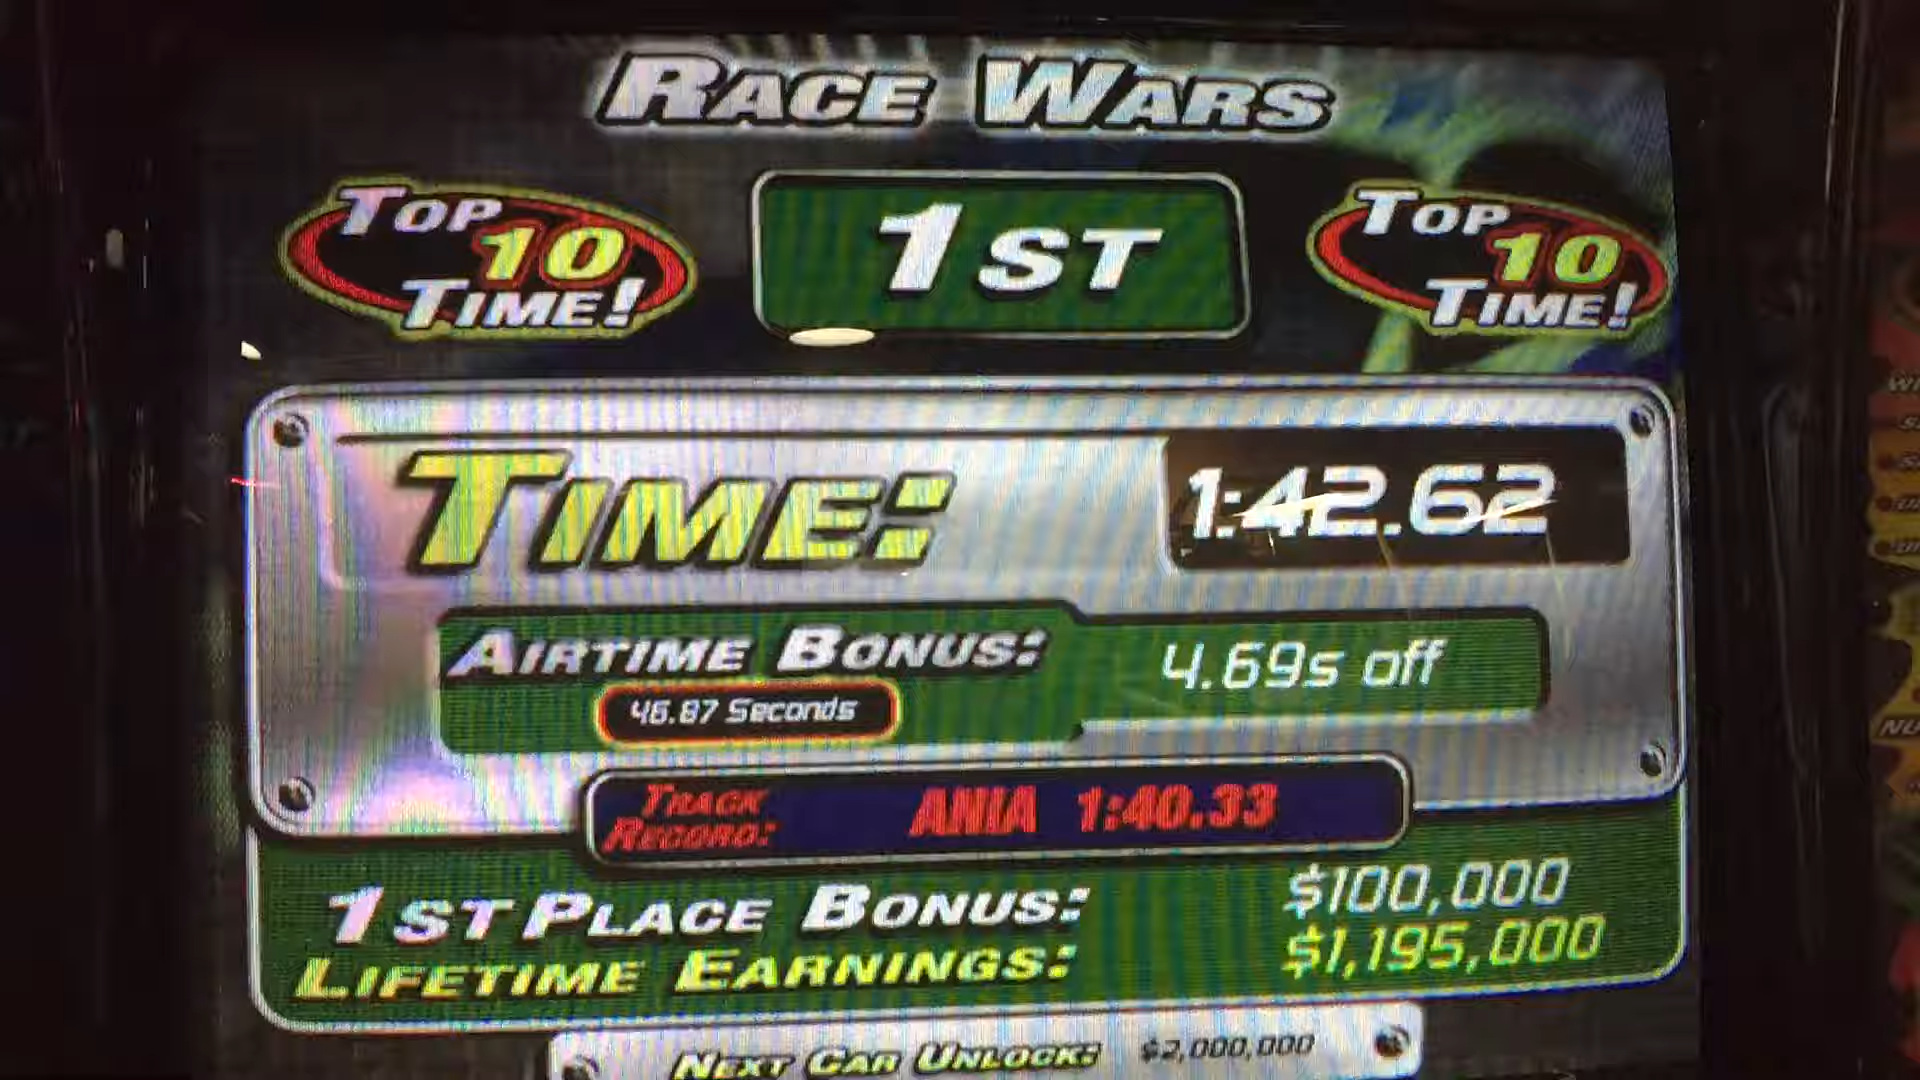 RACE WARS
TOP 10 TIME!
1ST
TOP 10 TIME!
TIME: 1:42.62
AIRTIME BONUS: 4.69s off
46.87 Seconds
TRACK RECORD: ANIA 1:40.33
1ST PLACE BONUS: $100,000
LIFETIME EARNINGS: $1,195,000
NEXT CAR UNLOCK: $2,000,000